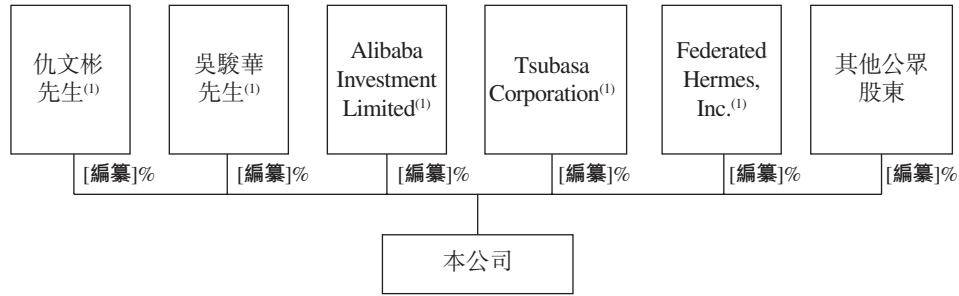 仇文彬
先生(1)
吳駿華
先生(1)
Alibaba
Investment
Limited(1)
Tsubasa
Corporation(1)
Federated
Hermes,
Inc.(1)
其他公眾
股東
[編纂]%
[編纂]%
[編纂]%
[編纂]%
[編纂]%
[編纂]%
本公司